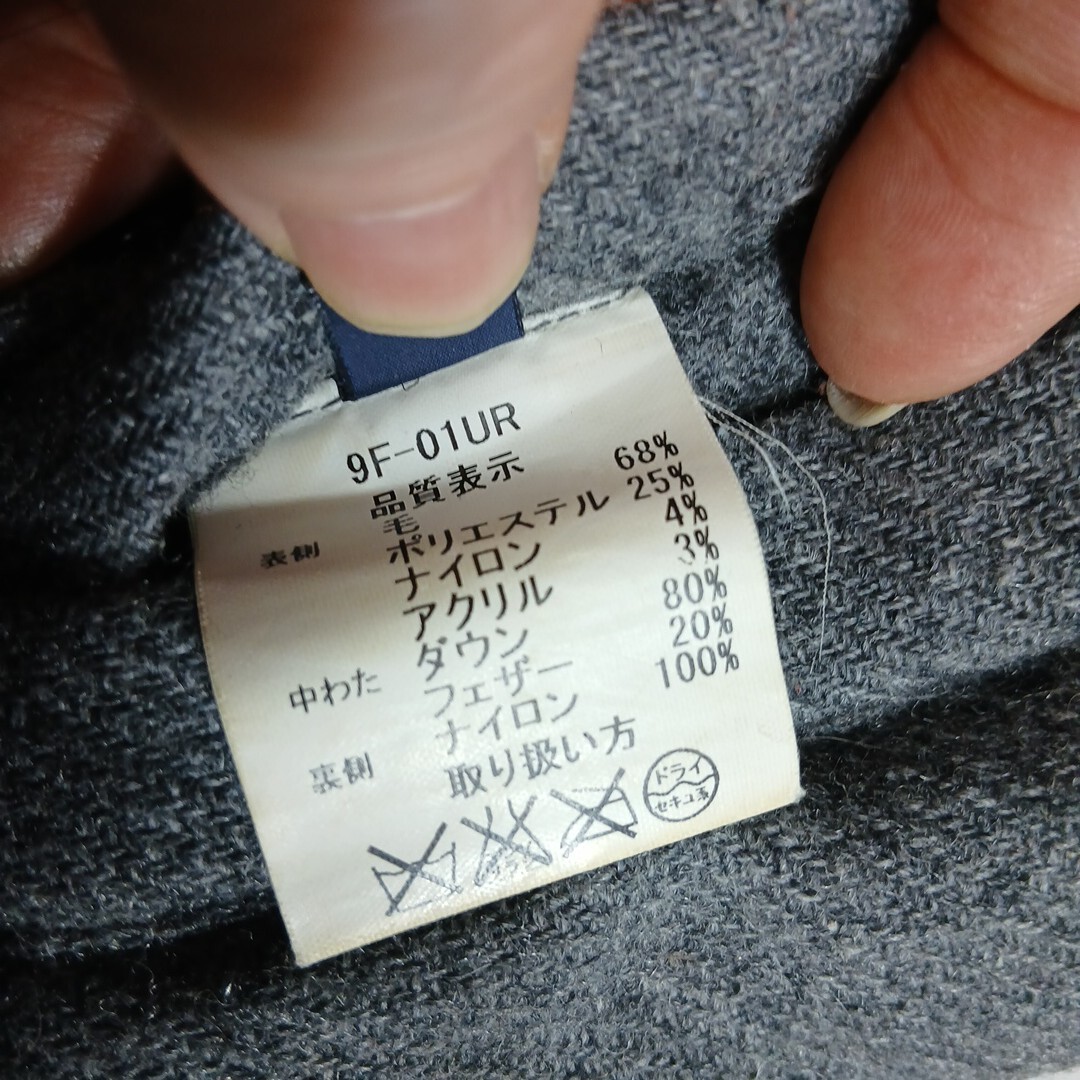 9F-01UR
品質表示
表側 毛 68%
ポリエステル 25%
ナイロン 4%
アクリル 3%
中わた ダウン 80%
フェザー 20%
裏側 ナイロン 100%
取り扱い方
ドライ
セキユ系